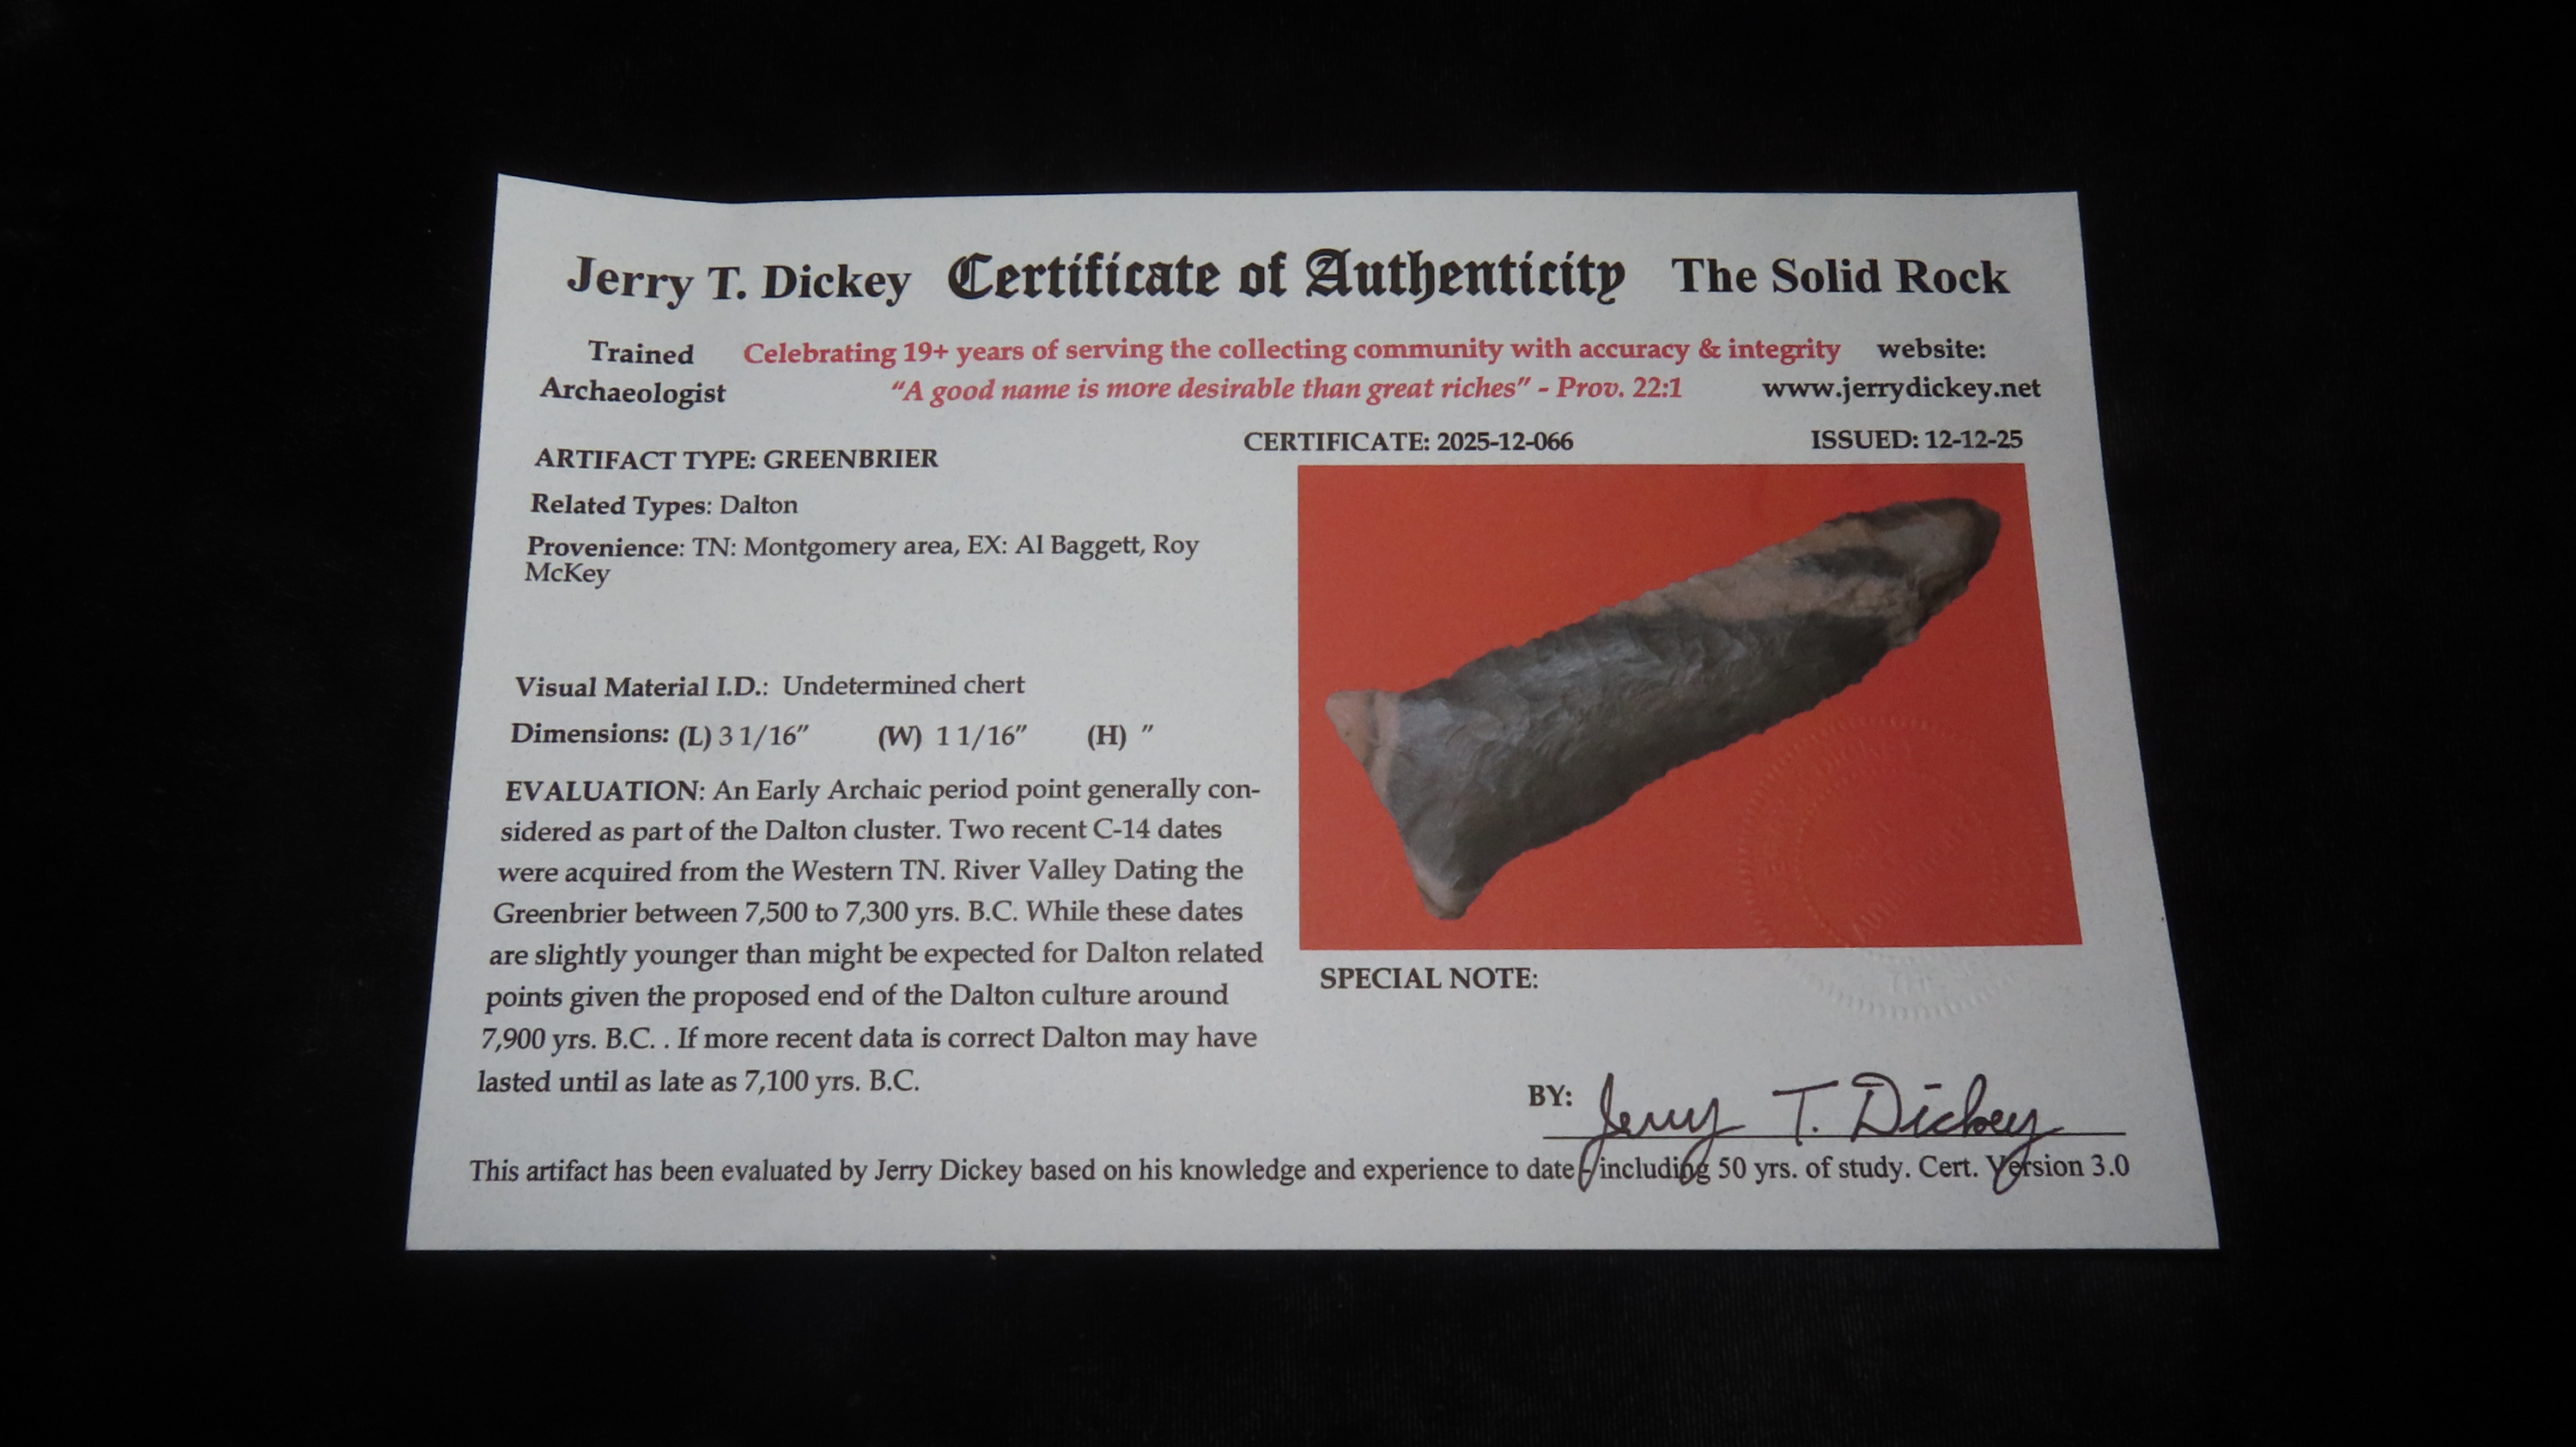 Jerry T. Dickey Certificate of Authenticity The Solid Rock
Trained Celebrating 19+ years of serving the collecting community with accuracy & integrity website:
Archaeologist "A good name is more desirable than great riches" - Prov. 22:1 www.jerrydickey.net
CERTIFICATE: 2025-12-066 ISSUED: 12-12-25
ARTIFACT TYPE: GREENBRIER
Related Types: Dalton
Provenience: TN: Montgomery area, EX: Al Baggett, Roy
McKey
Visual Material I.D.: Undetermined chert
Dimensions: (L) 3 1/16" (W) 1 1/16" (H) "
EVALUATION: An Early Archaic period point generally con-
sidered as part of the Dalton cluster. Two recent C-14 dates
were acquired from the Western TN. River Valley Dating the
Greenbrier between 7,500 to 7,300 yrs. B.C. While these dates
are slightly younger than might be expected for Dalton related
points given the proposed end of the Dalton culture around
7,900 yrs. B.C. . If more recent data is correct Dalton may have
lasted until as late as 7,100 yrs. B.C.
SPECIAL NOTE:
BY: Jerry T. Dickey
This artifact has been evaluated by Jerry Dickey based on his knowledge and experience to date - including 50 yrs. of study. Cert. Version 3.0